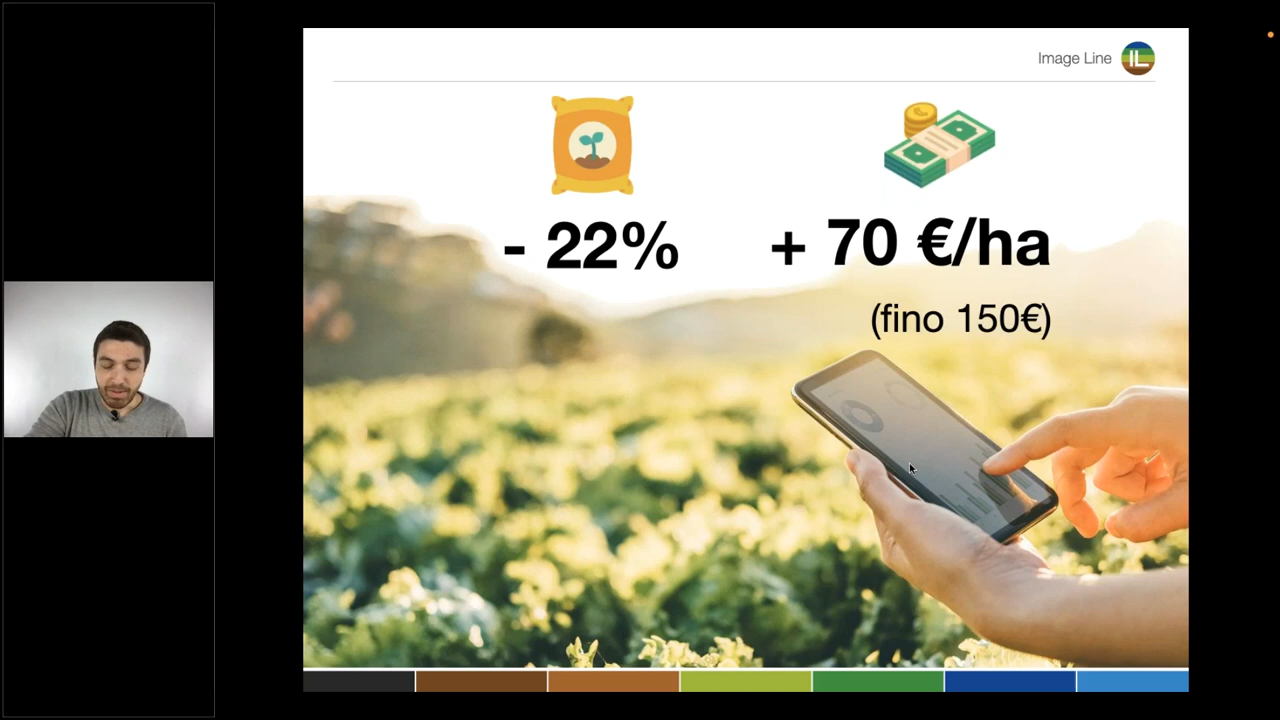 Image Line
IL
- 22%
+ 70 €/ha
(fino 150€)